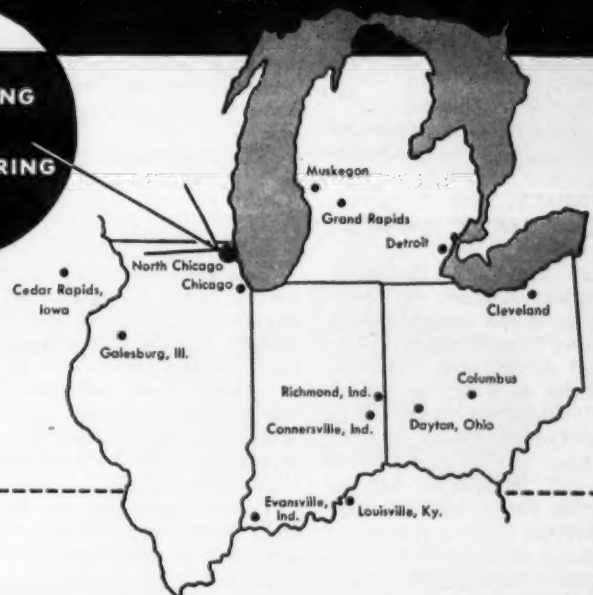 NG
RING
Muskegon
Grand Rapids
Detroit
North Chicago
Chicago
Cedar Rapids,
Iowa
Cleveland
Galesburg, Ill.
Columbus
Richmond, Ind.
Dayton, Ohio
Connersville, Ind.
Evansville,
Ind.
Louisville, Ky.